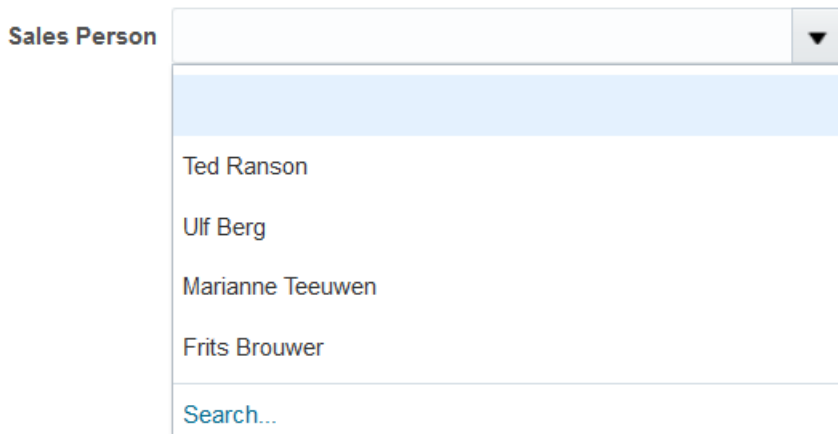 Sales Person
Ted Ranson
Ulf Berg
Marianne Teeuwen
Frits Brouwer
Search...